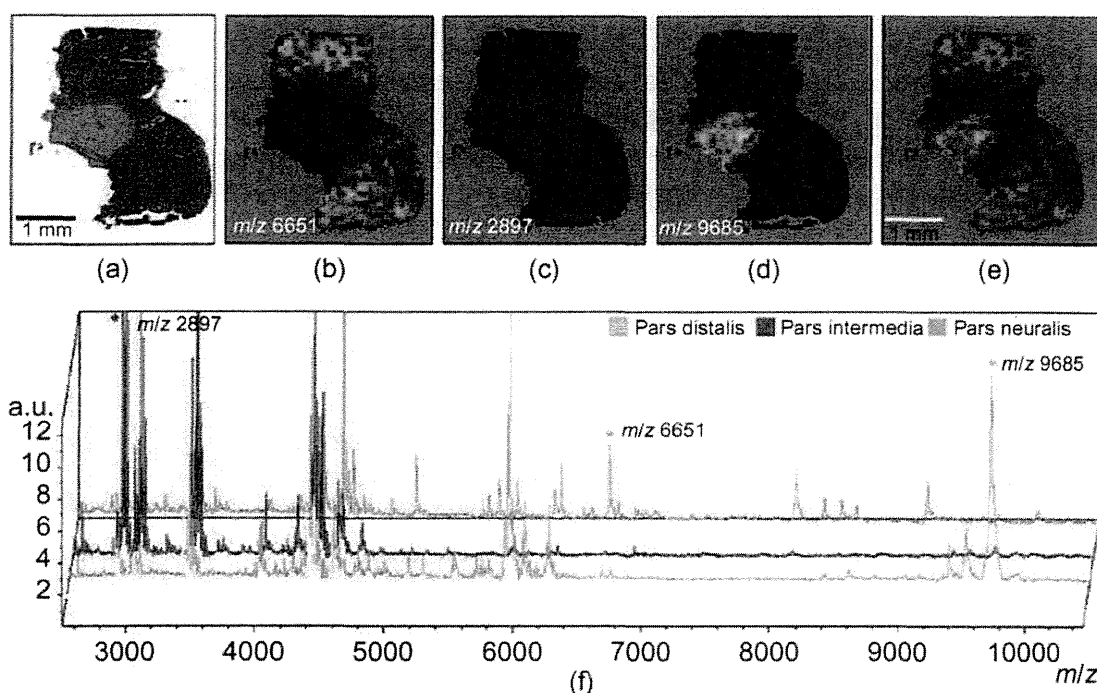 1 mm
m/z 6651
m/z 2897
m/z 9685
1 mm
(a) (b) (c) (d) (e)
* m/z 2897
Pars distalis Pars intermedia Pars neuralis
* m/z 9685
* m/z 6651
a.u.
12
10
8
6
4
2
3000 4000 5000 6000 7000 8000 9000 10000 m/z
(f)